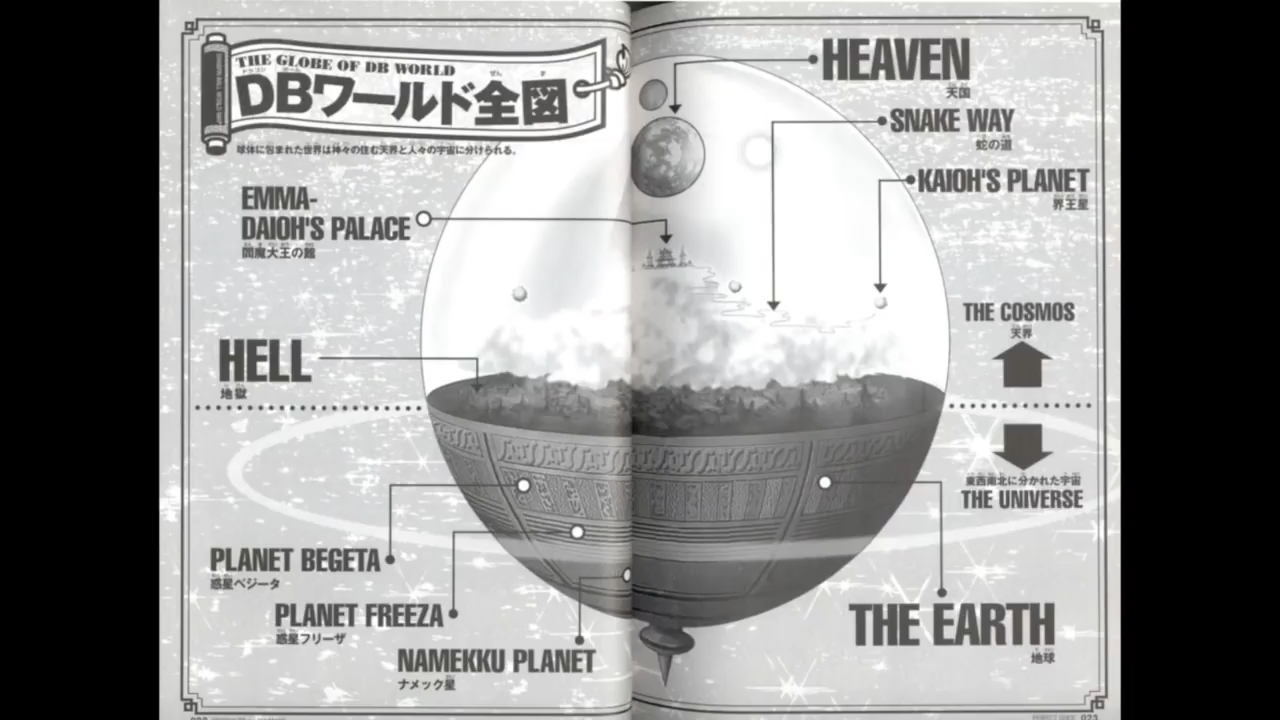 THE GLOBE OF DB WORLD
DBワールド全図
球体に包まれた世界は神々の住む天界と人々の宇宙に分けられる。
HEAVEN
天国
SNAKE WAY
蛇の道
KAIOH'S PLANET
界王星
EMMA-
DAIOH'S PALACE
閻魔大王の館
HELL
地獄
THE COSMOS
天界
東西南北に分かれた宇宙
THE UNIVERSE
PLANET BEGETA
惑星ベジータ
PLANET FREEZA
惑星フリーザ
NAMEKKU PLANET
ナメック星
THE EARTH
地球
023